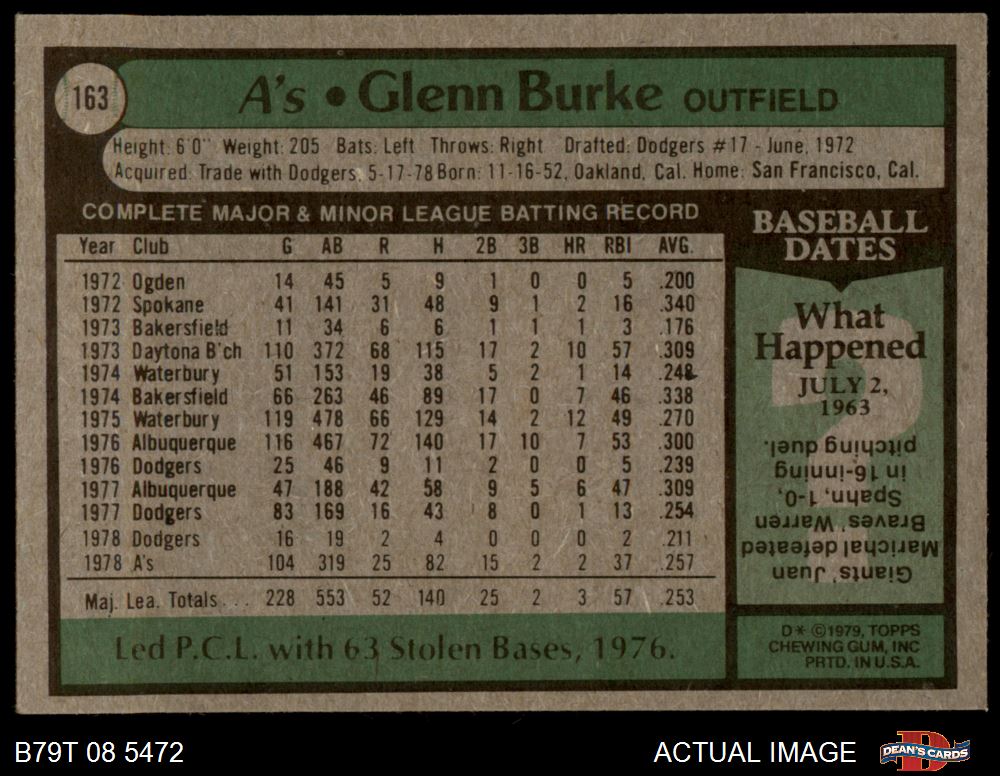 163
A's • Glenn Burke OUTFIELD
Height: 6'0" Weight: 205 Bats: Left Throws: Right Drafted: Dodgers #17 - June, 1972
Acquired: Trade with Dodgers, 5-17-78 Born: 11-16-52, Oakland, Cal. Home: San Francisco, Cal.
COMPLETE MAJOR & MINOR LEAGUE BATTING RECORD
Year Club G AB R H 2B 3B HR RBI AVG.
1972 Ogden 14 45 5 9 1 0 0 5 .200
1972 Spokane 41 141 31 48 9 1 2 16 .340
1973 Bakersfield 11 34 6 6 1 1 1 3 .176
1973 Daytona B'ch 110 372 68 115 17 2 10 57 .309
1974 Waterbury 51 153 19 38 5 2 1 14 .248
1974 Bakersfield 66 263 46 89 17 0 7 46 .338
1975 Waterbury 119 478 66 129 14 2 12 49 .270
1976 Albuquerque 116 467 72 140 17 10 7 53 .300
1976 Dodgers 25 46 9 11 2 0 0 5 .239
1977 Albuquerque 47 188 42 58 9 5 6 47 .309
1977 Dodgers 83 169 16 43 8 0 1 13 .254
1978 Dodgers 16 19 2 4 0 0 0 2 .211
1978 A's 104 319 25 82 15 2 2 37 .257
Maj. Lea. Totals . . . 228 553 52 140 25 2 3 57 .253
Led P.C.L. with 63 Stolen Bases, 1976.
BASEBALL
DATES
What
Happened
JULY 2,
1963
Giants' Juan
Marichal defeated
Braves' Warren
Spahn, 1-0,
in 16-inning
pitching duel.
D* ©1979, TOPPS
CHEWING GUM, INC
PRTD. IN U.S.A.
B79T 08 5472
ACTUAL IMAGE
DEAN'S CARDS